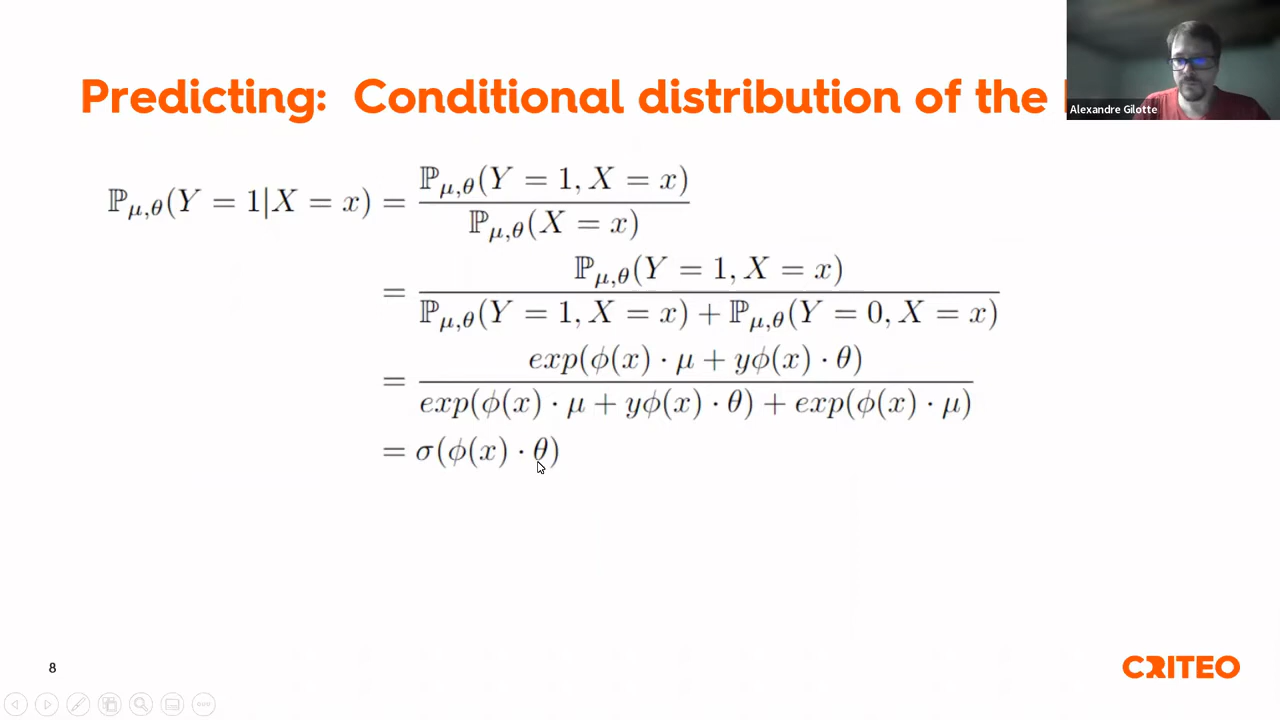 Predicting: Conditional distribution of the
Alexandre Gilotte
ℙ_{μ,θ}(Y = 1|X = x) = ℙ_{μ,θ}(Y = 1, X = x) / ℙ_{μ,θ}(X = x)
= ℙ_{μ,θ}(Y = 1, X = x) / ℙ_{μ,θ}(Y = 1, X = x) + ℙ_{μ,θ}(Y = 0, X = x)
= exp(ϕ(x) · μ + yϕ(x) · θ) / exp(ϕ(x) · μ + yϕ(x) · θ) + exp(ϕ(x) · μ)
= σ(ϕ(x) · θ)
8
CRITEO